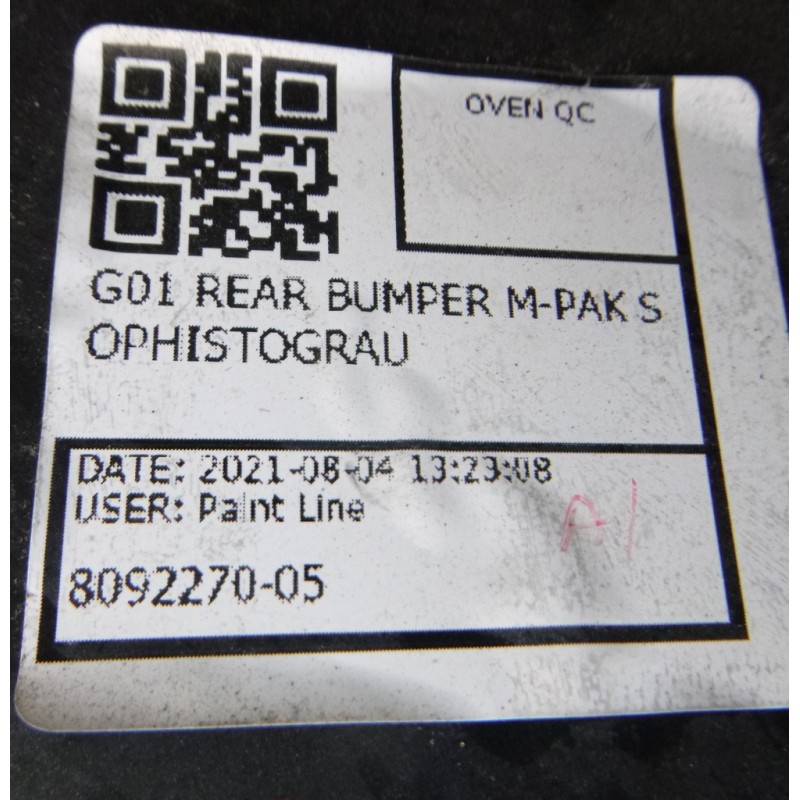 OVEN QC
G01 REAR BUMPER M-PAK S
OPHISTOGRAU
DATE: 2021-08-04 13:23:08
USER: Paint Line
A1
8092270-05